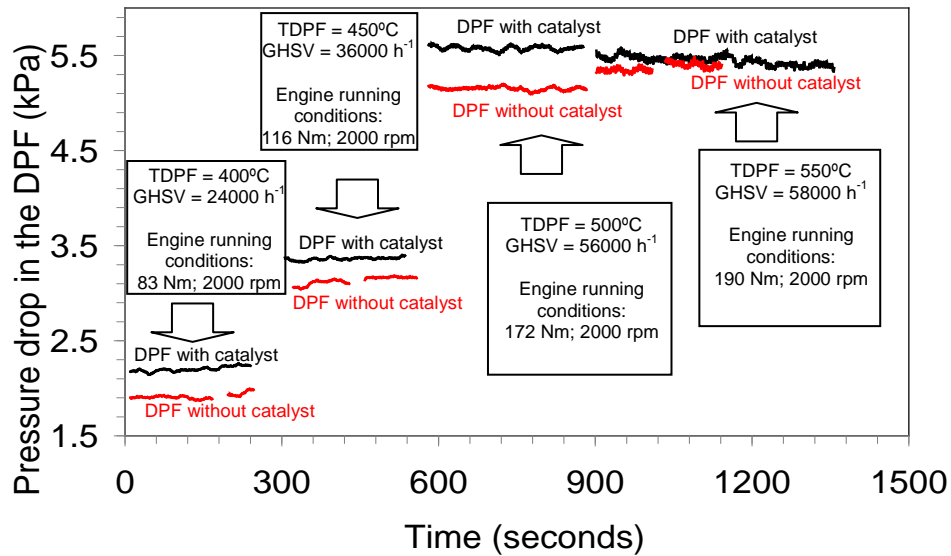 Pressure drop in the DPF (kPa)
5.5
4.5
3.5
2.5
1.5
TDPF = 400ºC
GHSV = 24000 h-1
Engine running
conditions:
83 Nm; 2000 rpm
DPF with catalyst
DPF without catalyst
TDPF = 450ºC
GHSV = 36000 h-1
Engine running
conditions:
116 Nm; 2000 rpm
DPF with catalyst
DPF without catalyst
DPF with catalyst
DPF without catalyst
TDPF = 500ºC
GHSV = 56000 h-1
Engine running
conditions:
172 Nm; 2000 rpm
DPF with catalyst
DPF without catalyst
TDPF = 550ºC
GHSV = 58000 h-1
Engine running
conditions:
190 Nm; 2000 rpm
0 300 600 900 1200 1500
Time (seconds)